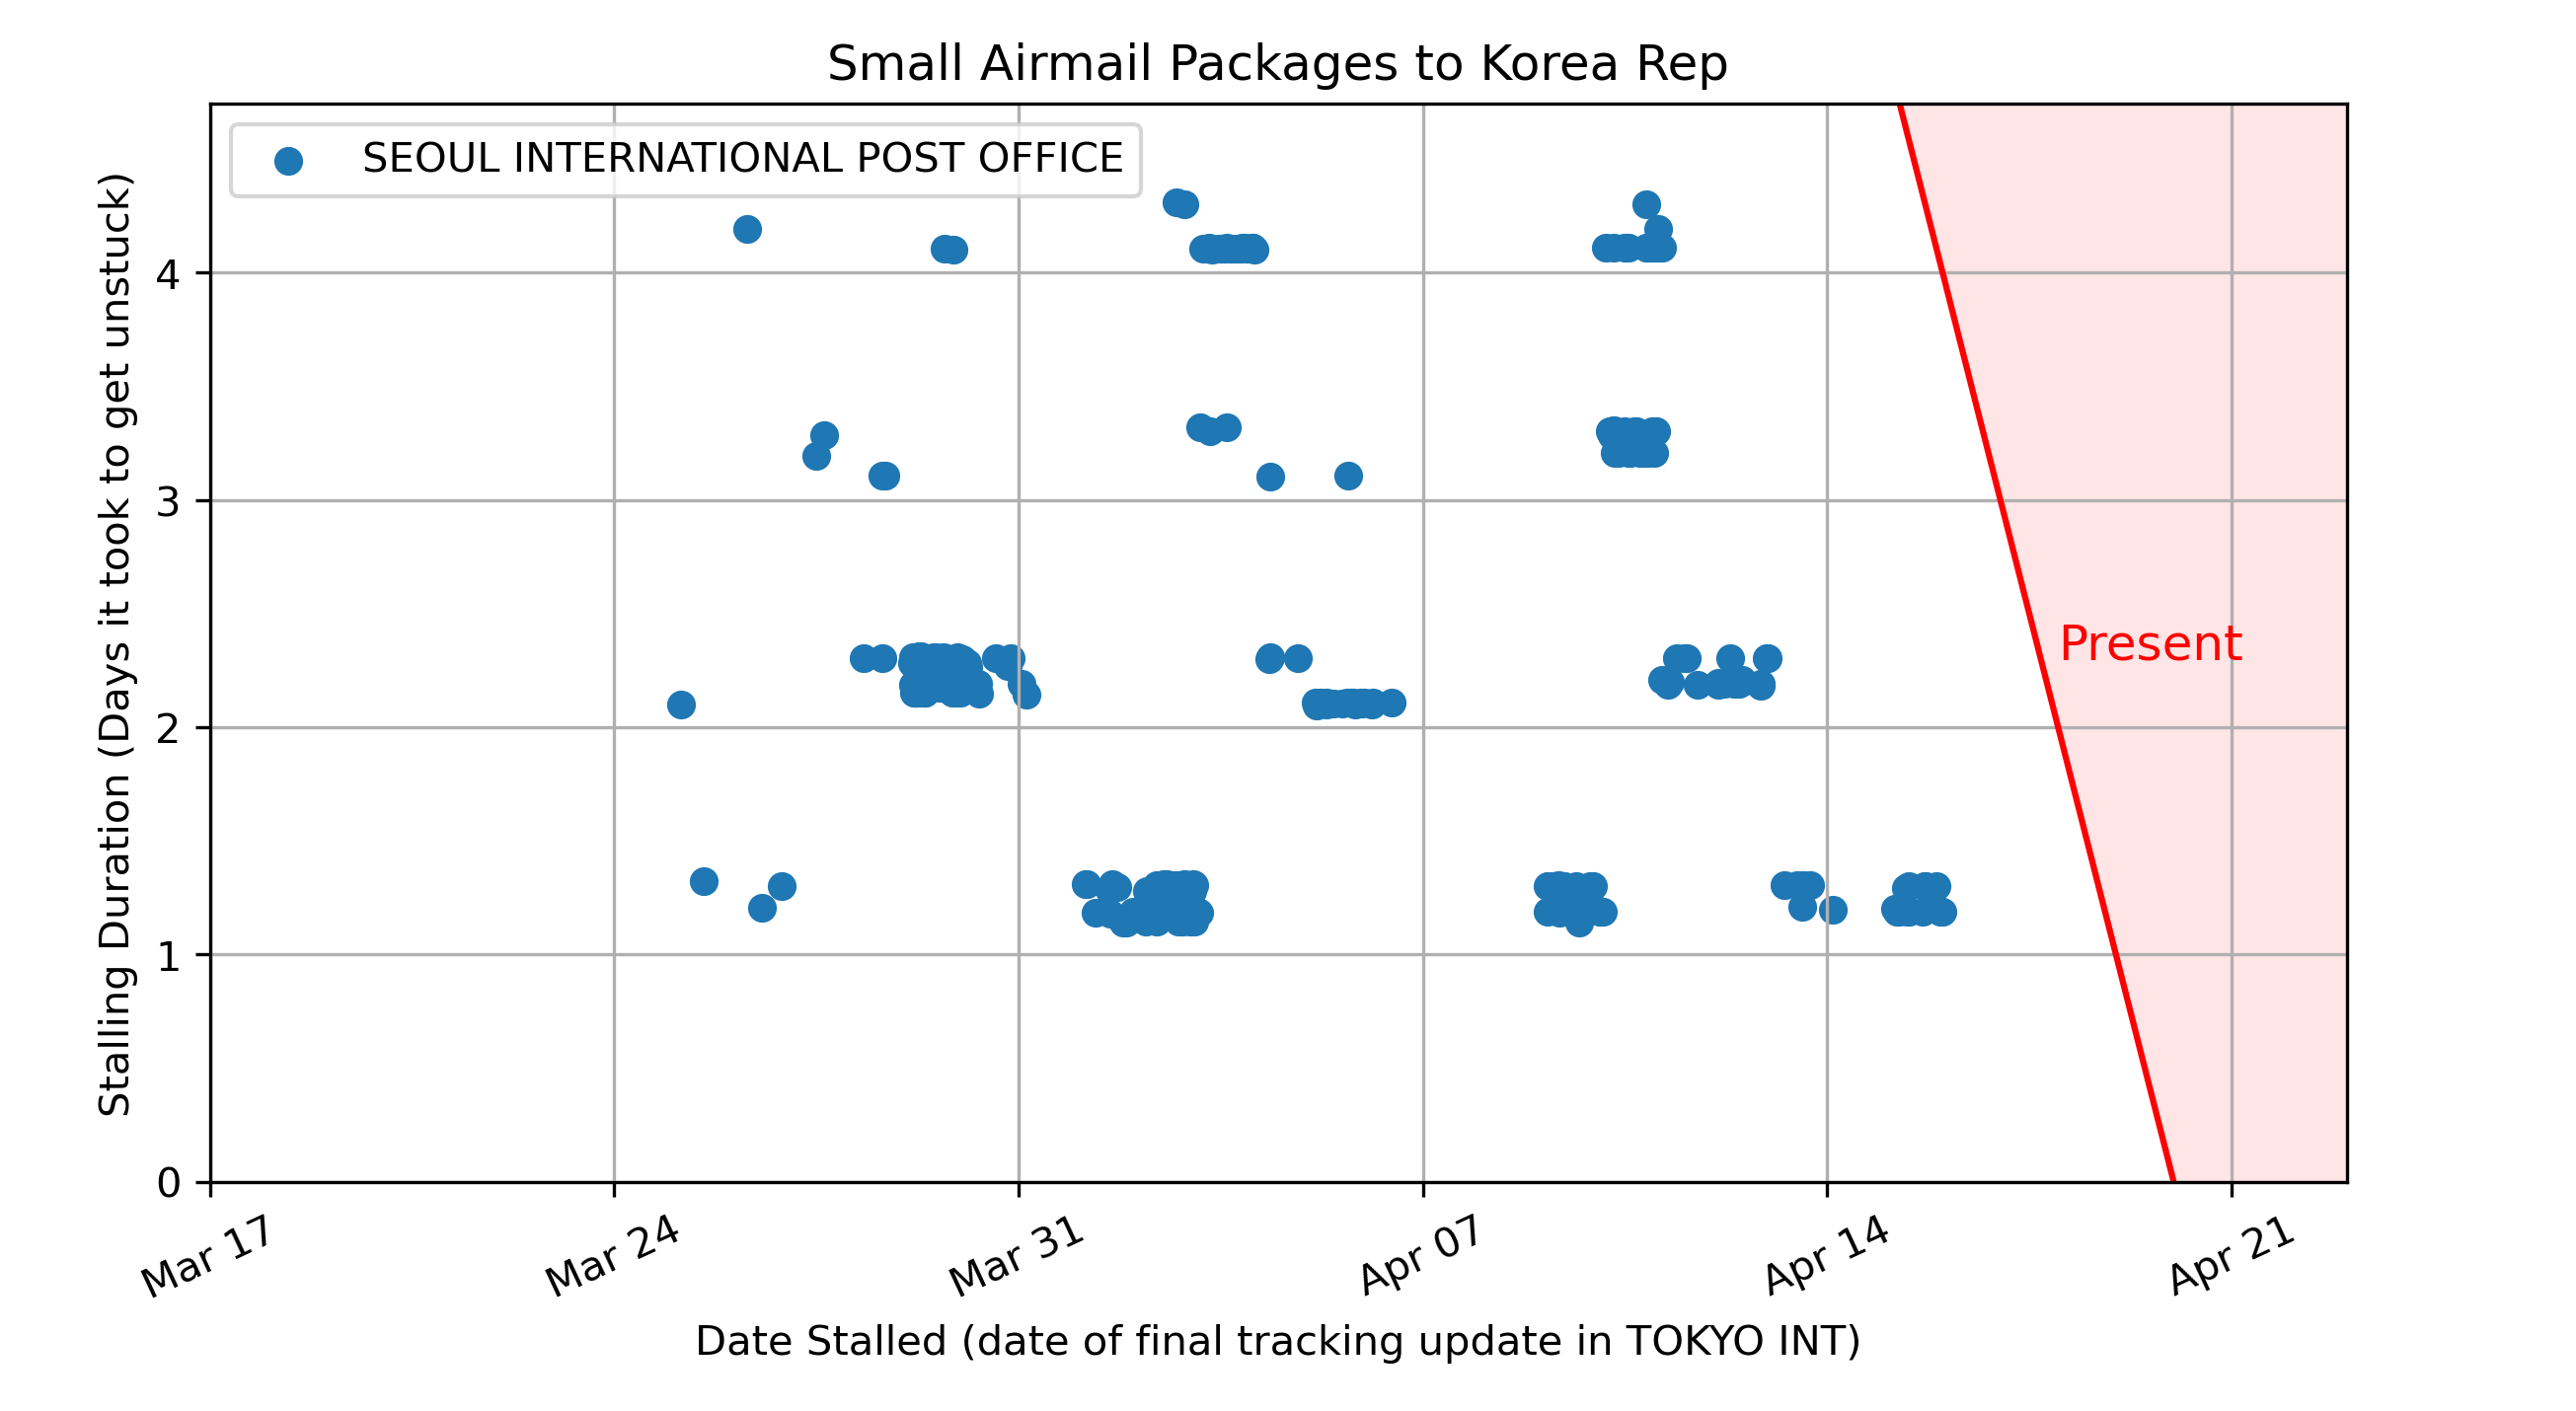 Small Airmail Packages to Korea Rep
SEOUL INTERNATIONAL POST OFFICE
Stalling Duration (Days it took to get unstuck)
4
3
2
1
0
Present
Mar 17
Mar 24
Mar 31
Apr 07
Apr 14
Apr 21
Date Stalled (date of final tracking update in TOKYO INT)